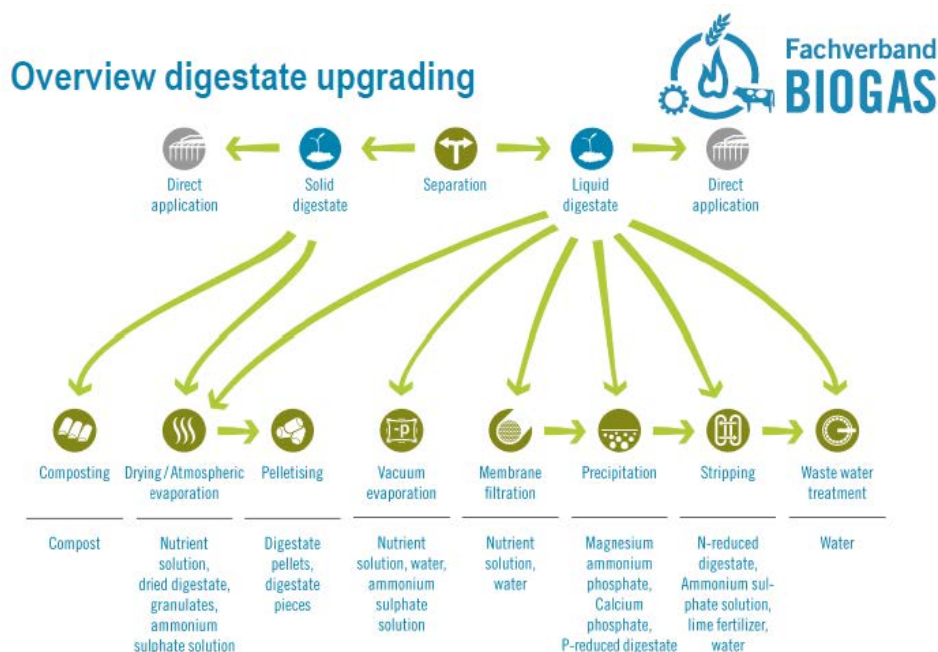 Overview digestate upgrading
Fachverband
BIOGAS
Direct
application
Solid
digestate
Separation
Liquid
digestate
Direct
application
-p
Composting
Drying / Atmospheric
evaporation
Pelletising
Vacuum
evaporation
Membrane
filtration
Precipitation
Stripping
Waste water
treatment
Compost
Nutrient
solution,
dried digestate,
granulates,
ammonium
sulphate solution
Digestate
pellets,
digestate
pieces
Nutrient
solution, water,
ammonium
sulphate
solution
Nutrient
solution,
water
Magnesium
ammonium
phosphate,
Calcium
phosphate,
P-reduced digestate
N-reduced
digestate,
Ammonium sul-
phate solution,
lime fertilizer,
water
Water